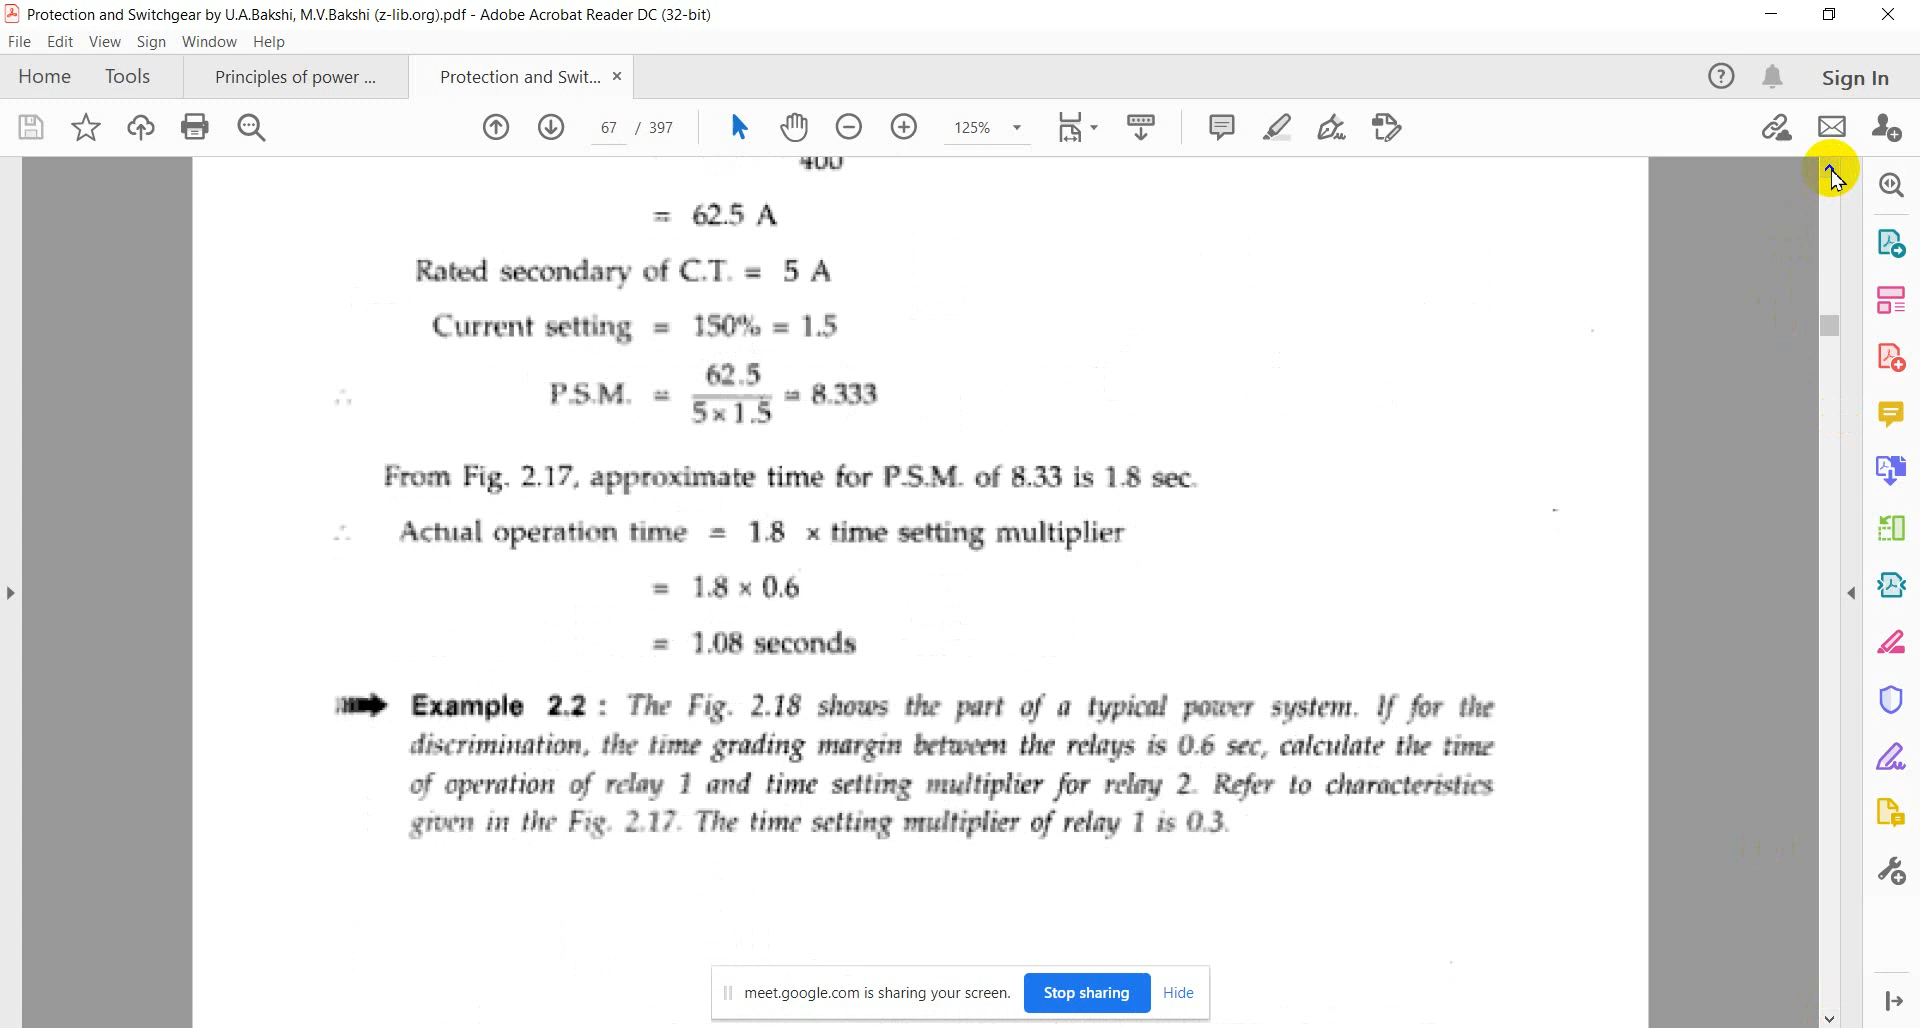 Protection and Switchgear by U.A.Bakshi, M.V.Bakshi (z-lib.org).pdf - Adobe Acrobat Reader DC (32-bit)
File Edit View Sign Window Help
Home Tools Principles of power ... Protection and Swit... × Sign In
67 / 397 125%
400
= 62.5 A
Rated secondary of C.T. = 5 A
Current setting = 150% = 1.5
∴ P.S.M. = 62.5 / 5 × 1.5 = 8.333
From Fig. 2.17, approximate time for P.S.M. of 8.33 is 1.8 sec.
∴ Actual operation time = 1.8 × time setting multiplier
= 1.8 × 0.6
= 1.08 seconds
Example 2.2 : The Fig. 2.18 shows the part of a typical power system. If for the
discrimination, the time grading margin between the relays is 0.6 sec, calculate the time
of operation of relay 1 and time setting multiplier for relay 2. Refer to characteristics
given in the Fig. 2.17. The time setting multiplier of relay 1 is 0.3.
meet.google.com is sharing your screen. Stop sharing Hide